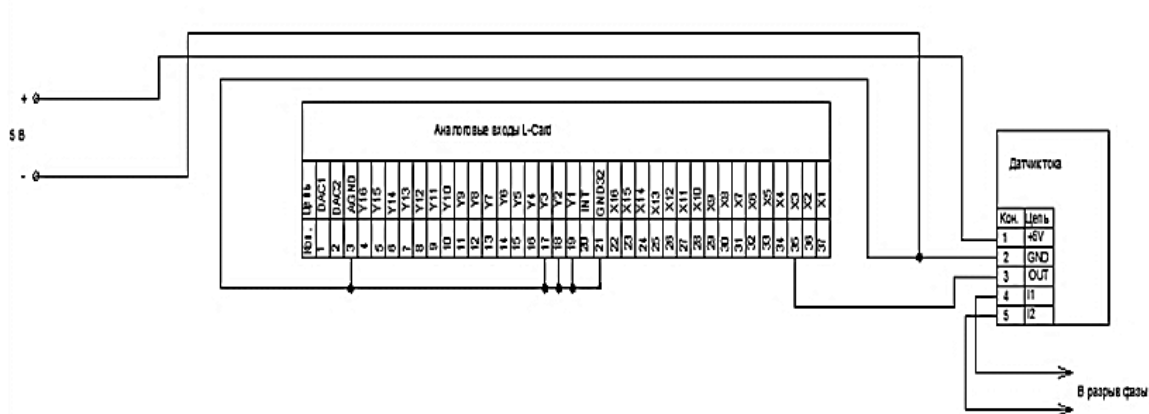 +
5 В
-
Аналоговые входы L-Card
Цепь DAC1 DAC2 AGND Y16 Y15 Y14 Y13 Y12 Y11 Y10 Y9 Y8 Y7 Y6 Y5 Y4 Y3 Y2 Y1 INT GND32 X16 X15 X14 X13 X12 X11 X10 X9 X8 X7 X6 X5 X4 X3 X2 X1
Кон. 1 2 3 4 5 6 7 8 9 10 11 12 13 14 15 16 17 18 19 20 21 22 23 24 25 26 27 28 29 30 31 32 33 34 35 36 37
Датчик тока
Кон. Цепь
1 +5V
2 GND
3 OUT
4 I1
5 I2
В разрыв фазы